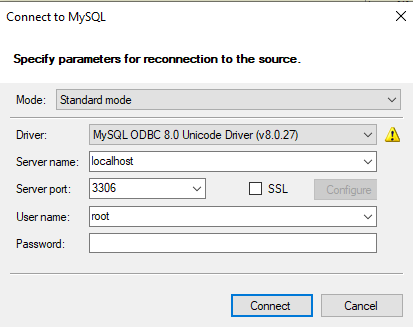 Connect to MySQL
Specify parameters for reconnection to the source.
Mode: Standard mode
Driver: MySQL ODBC 8.0 Unicode Driver (v8.0.27)
Server name: localhost
Server port: 3306 SSL Configure
User name: root
Password:
Connect Cancel